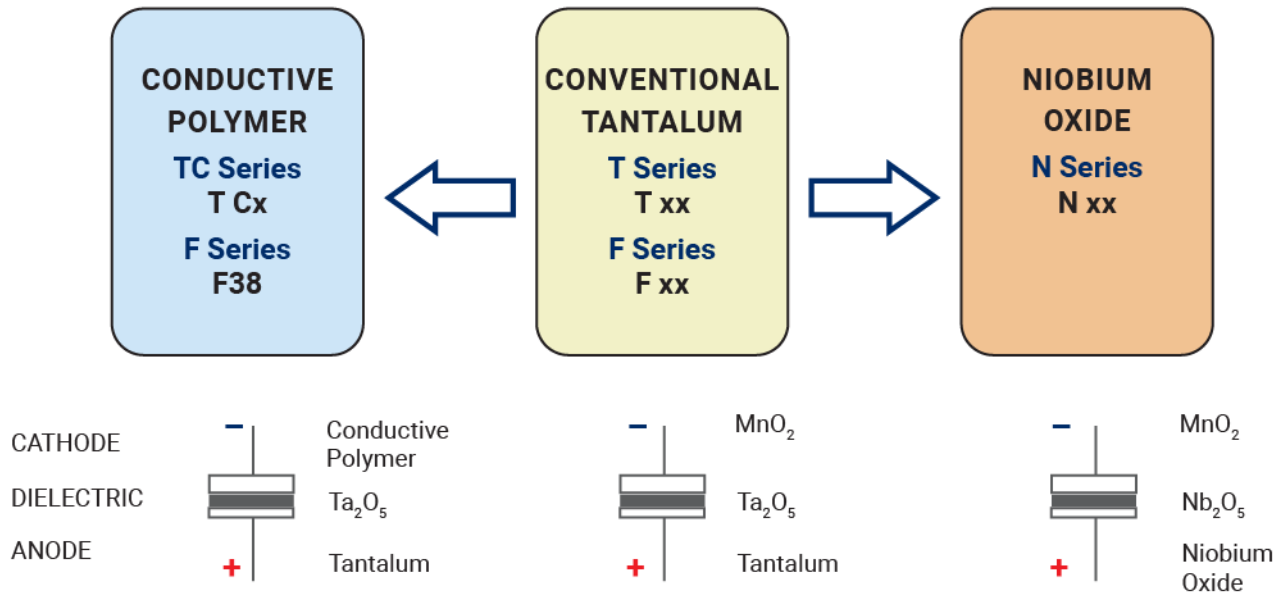 CONDUCTIVE
POLYMER
TC Series
T Cx
F Series
F38
CONVENTIONAL
TANTALUM
T Series
T xx
F Series
F xx
NIOBIUM
OXIDE
N Series
N xx
CATHODE
DIELECTRIC
ANODE
–
Conductive
Polymer
Ta₂O₅
+
Tantalum
–
MnO₂
Ta₂O₅
+
Tantalum
–
MnO₂
Nb₂O₅
+
Niobium
Oxide